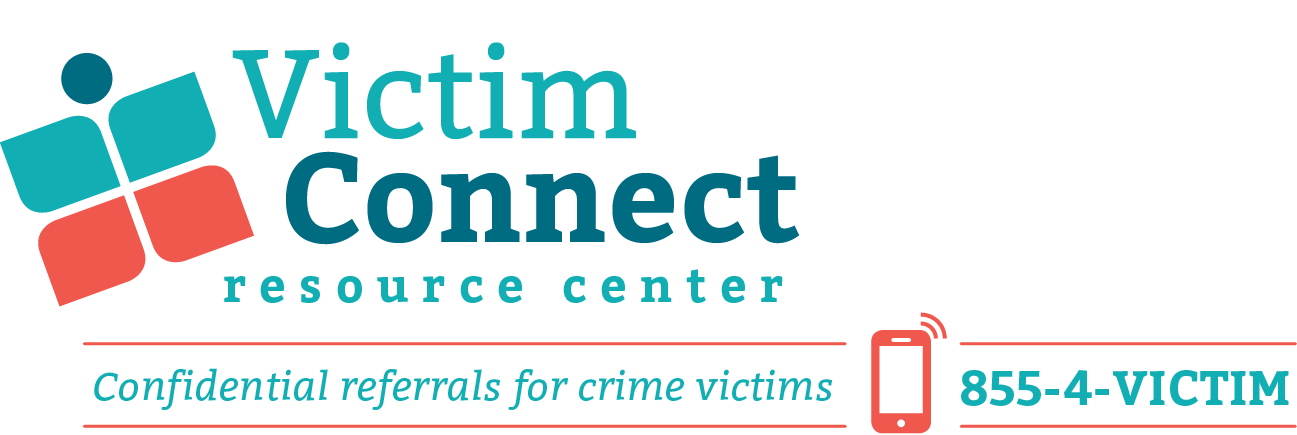 Victim
Connect
resource center
Confidential referrals for crime victims
855-4-VICTIM